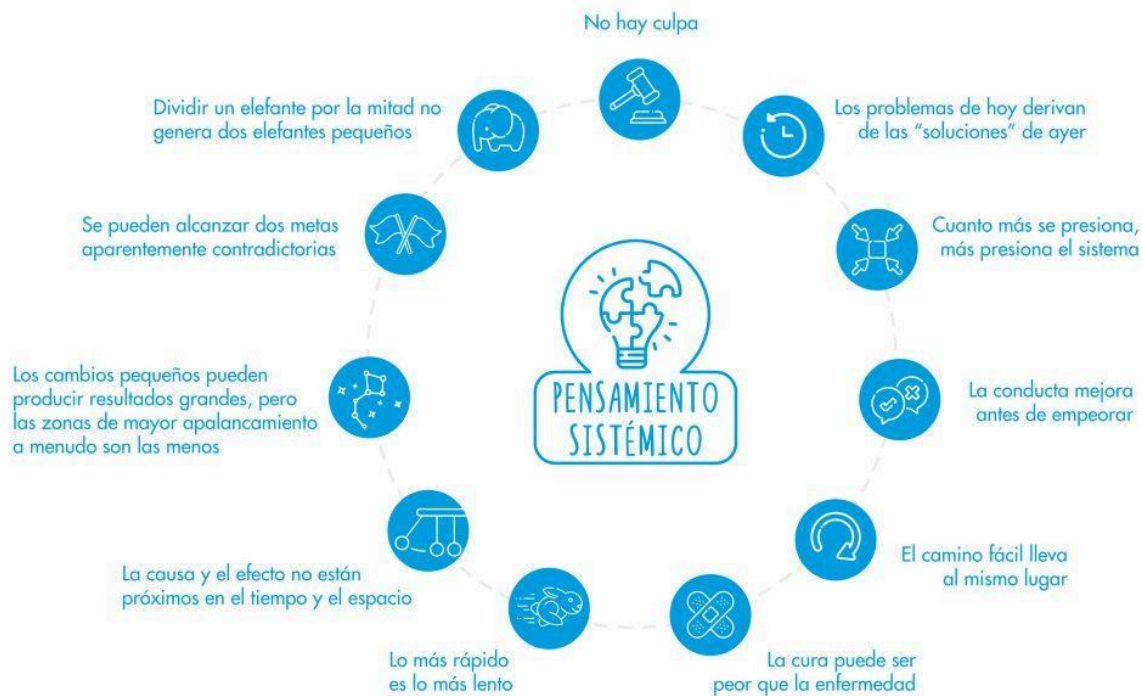 No hay culpa
Los problemas de hoy derivan
de las “soluciones” de ayer
Cuanto más se presiona,
más presiona el sistema
La conducta mejora
antes de empeorar
El camino fácil lleva
al mismo lugar
La cura puede ser
peor que la enfermedad
Lo más rápido
es lo más lento
La causa y el efecto no están
próximos en el tiempo y el espacio
Los cambios pequeños pueden
producir resultados grandes, pero
las zonas de mayor apalancamiento
a menudo son las menos
Se pueden alcanzar dos metas
aparentemente contradictorias
Dividir un elefante por la mitad no
genera dos elefantes pequeños
PENSAMIENTO
SISTÉMICO